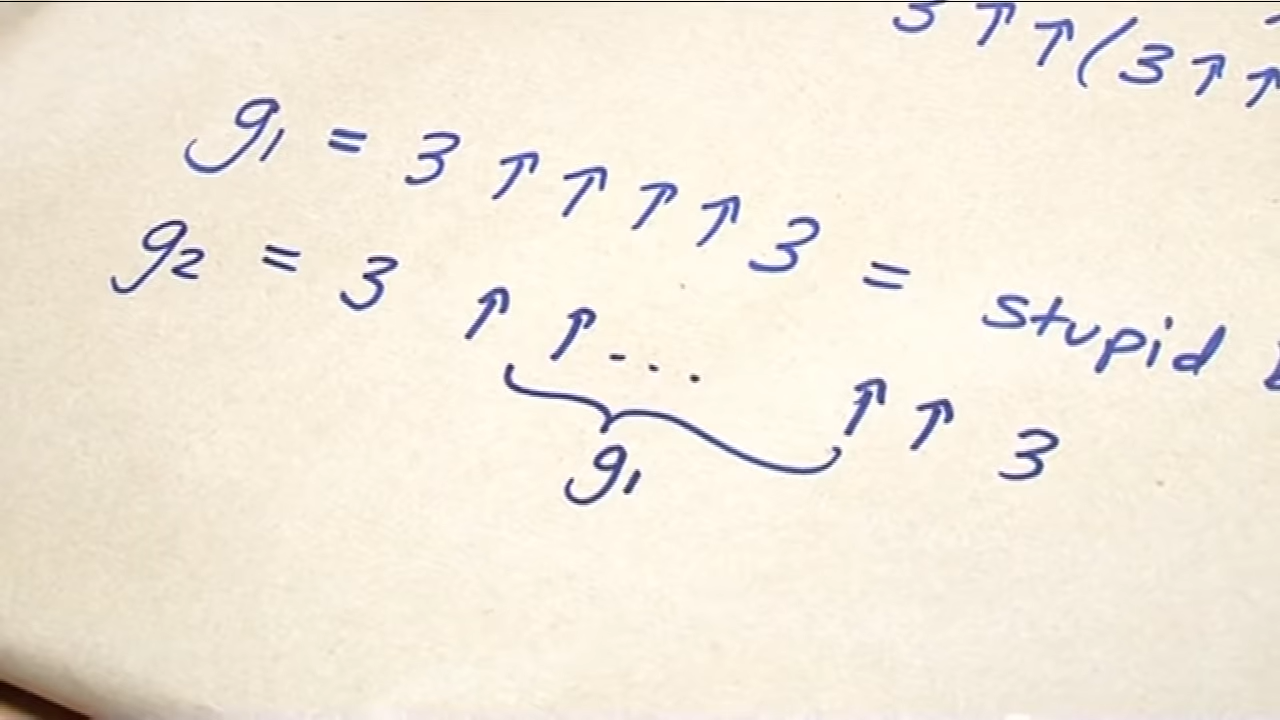 3 ↑ ↑ (3 ↑ ↑
g₁ = 3 ↑ ↑ ↑ ↑ 3 = stupid
g₂ = 3 ↑ ↑ ... ↑ ↑ 3
g₁